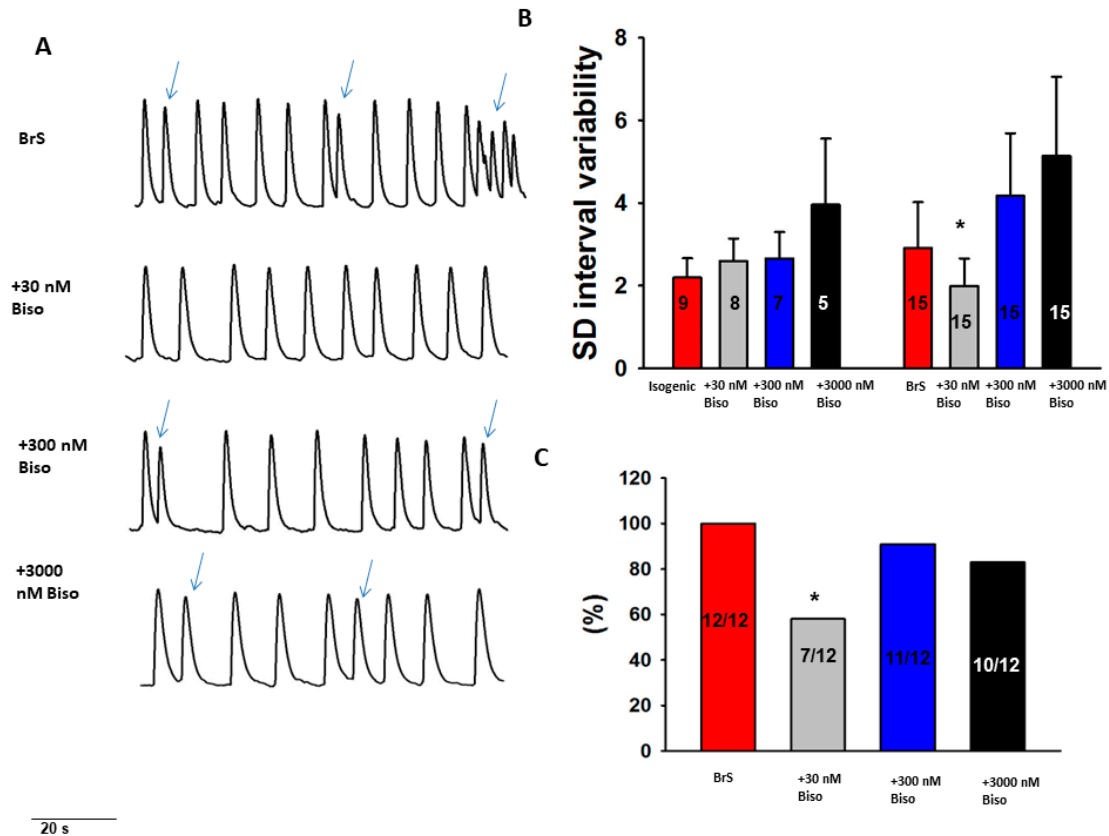 A
BrS
+30 nM
Biso
+300 nM
Biso
+3000
nM Biso
20 s
B
SD interval variability
8
6
4
2
0
9
8
7
5
15
15
15
15
Isogenic
+30 nM
Biso
+300 nM
Biso
+3000 nM
Biso
BrS
+30 nM
Biso
+300 nM
Biso
+3000 nM
Biso
*
C
(%)
120
100
80
60
40
20
0
12/12
*
7/12
11/12
10/12
BrS
+30 nM
Biso
+300 nM
Biso
+3000 nM
Biso